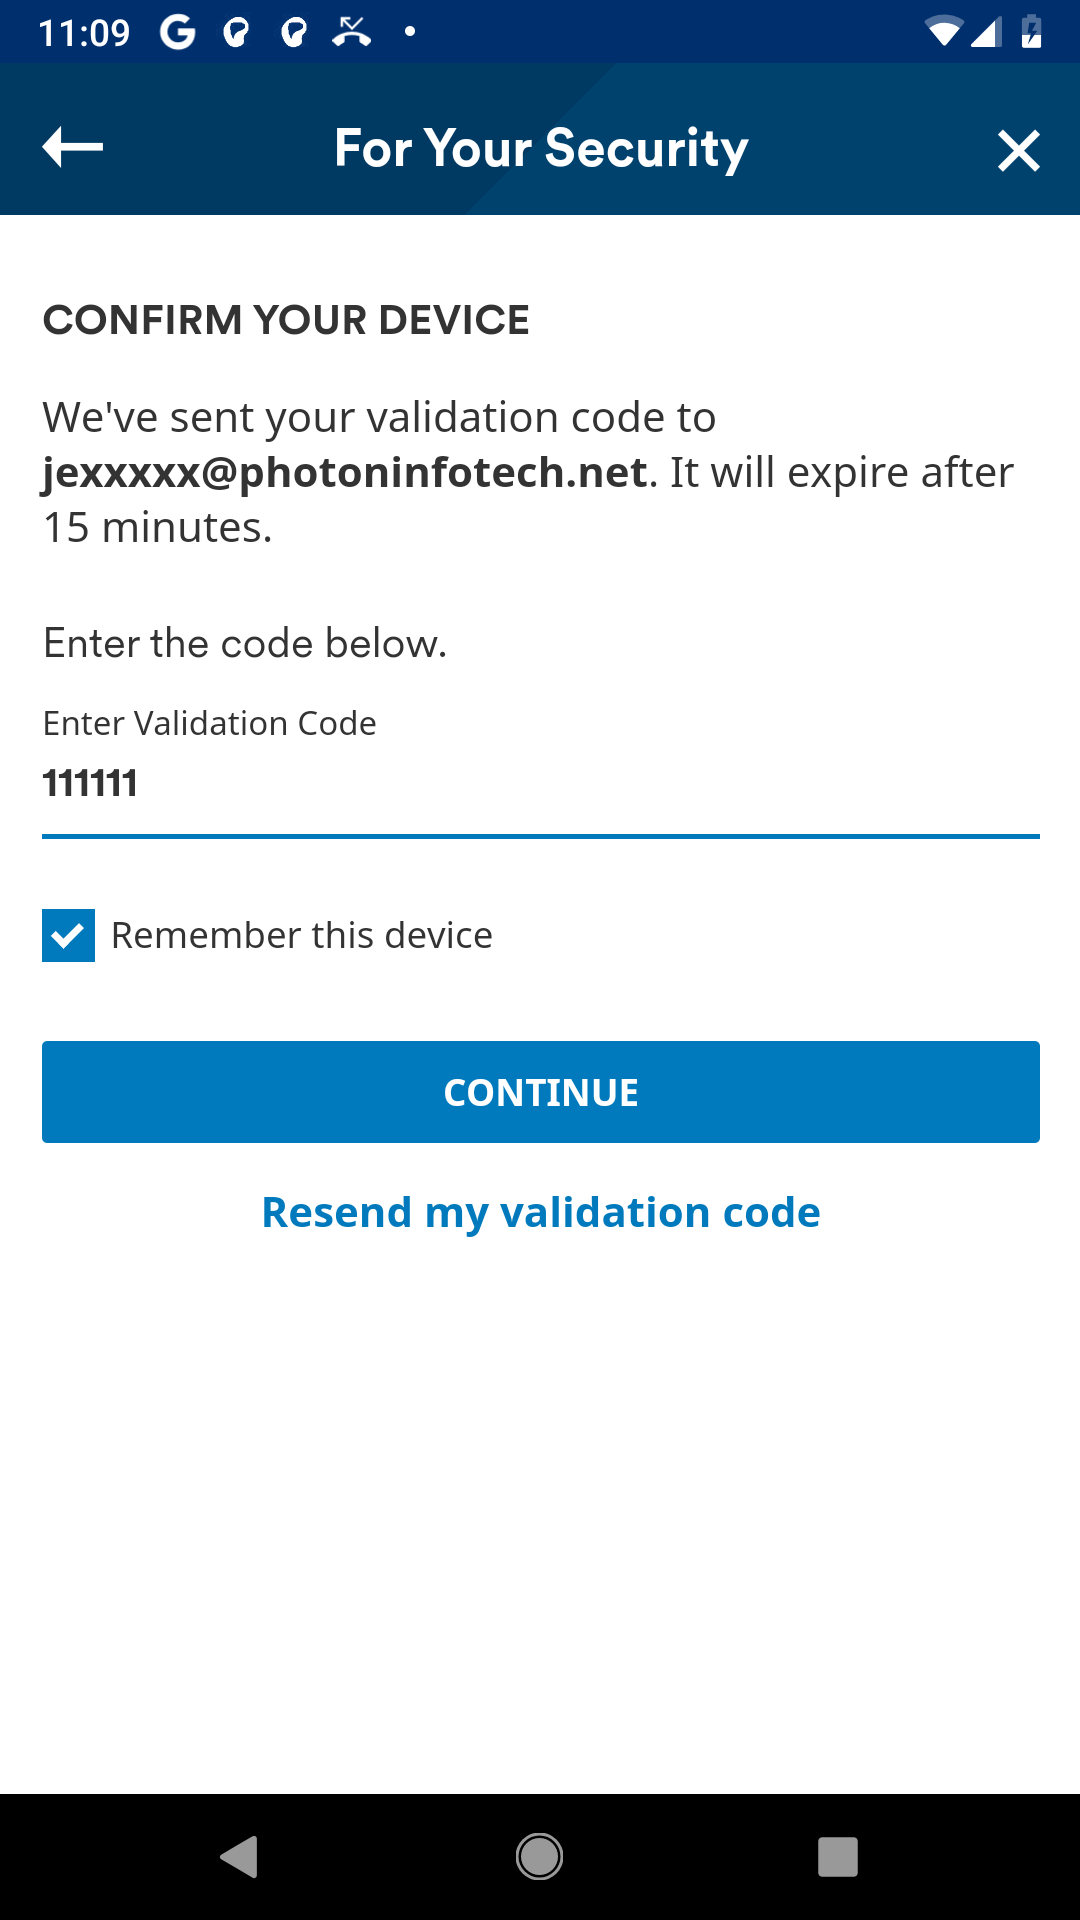 11:09
For Your Security
CONFIRM YOUR DEVICE
We've sent your validation code to
jexxxxx@photoninfotech.net. It will expire after
15 minutes.
Enter the code below.
Enter Validation Code
111111
Remember this device
CONTINUE
Resend my validation code